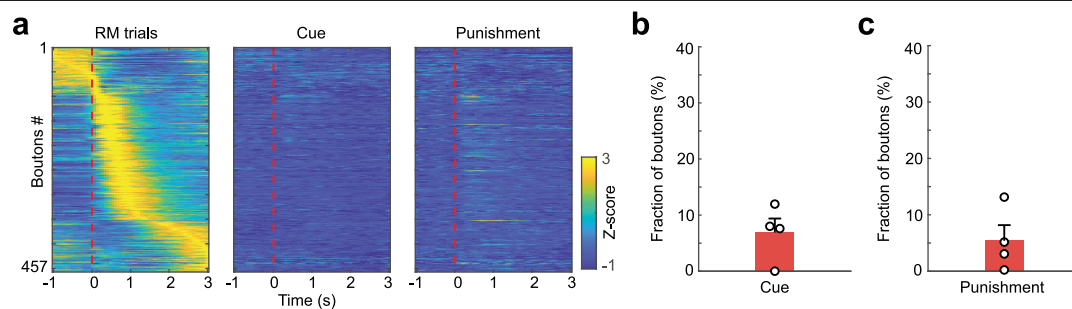 a
RM trials
Cue
Punishment
Boutons #
1
457
-1 0 1 2 3
-1 0 1 2 3
-1 0 1 2 3
Time (s)
3
Z-score
-1
b
Fraction of boutons (%)
40
30
20
10
0
Cue
c
Fraction of boutons (%)
40
30
20
10
0
Punishment